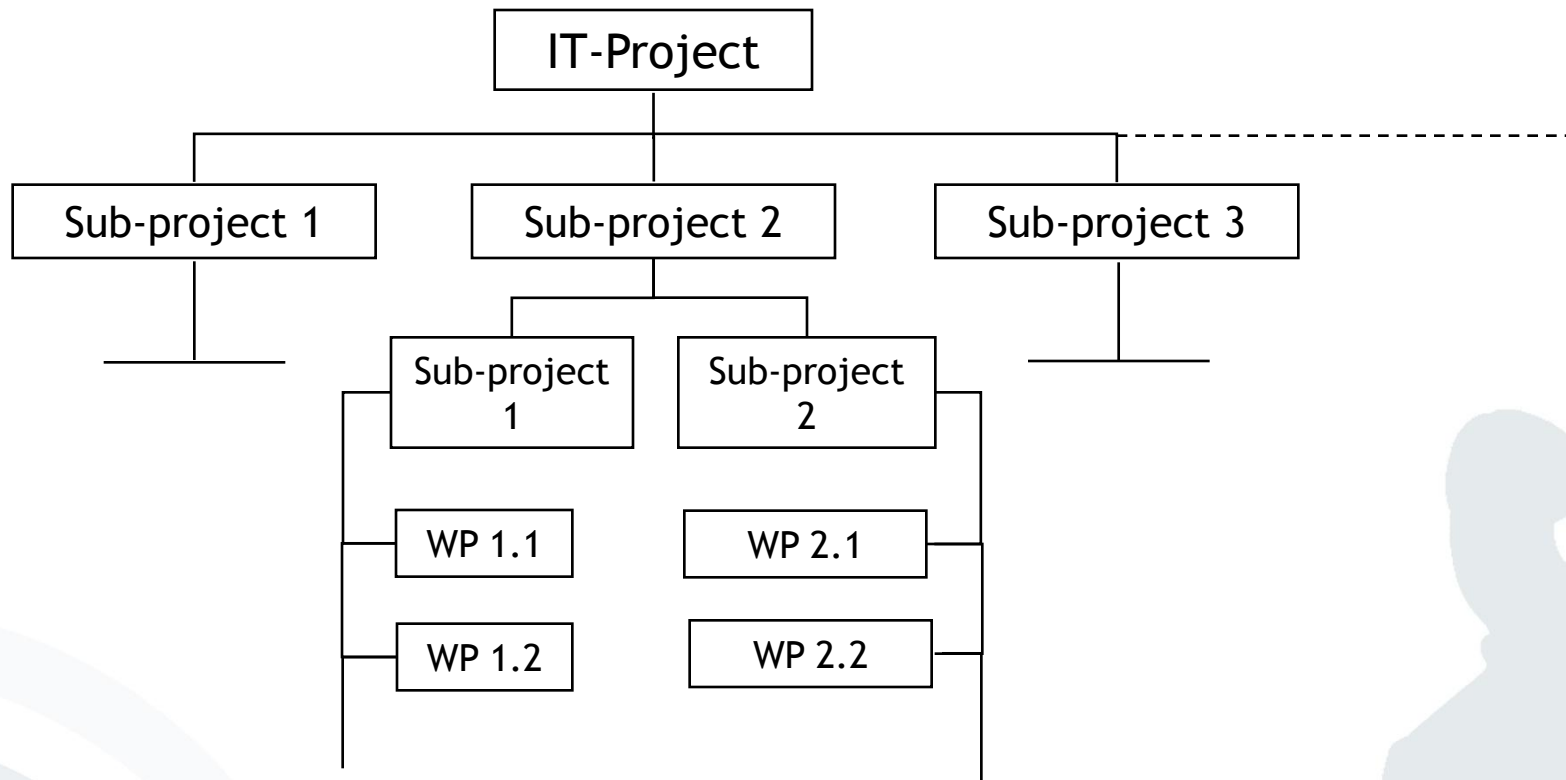 IT-Project
Sub-project 1
Sub-project 2
Sub-project 3
Sub-project
1
Sub-project
2
WP 1.1
WP 2.1
WP 1.2
WP 2.2